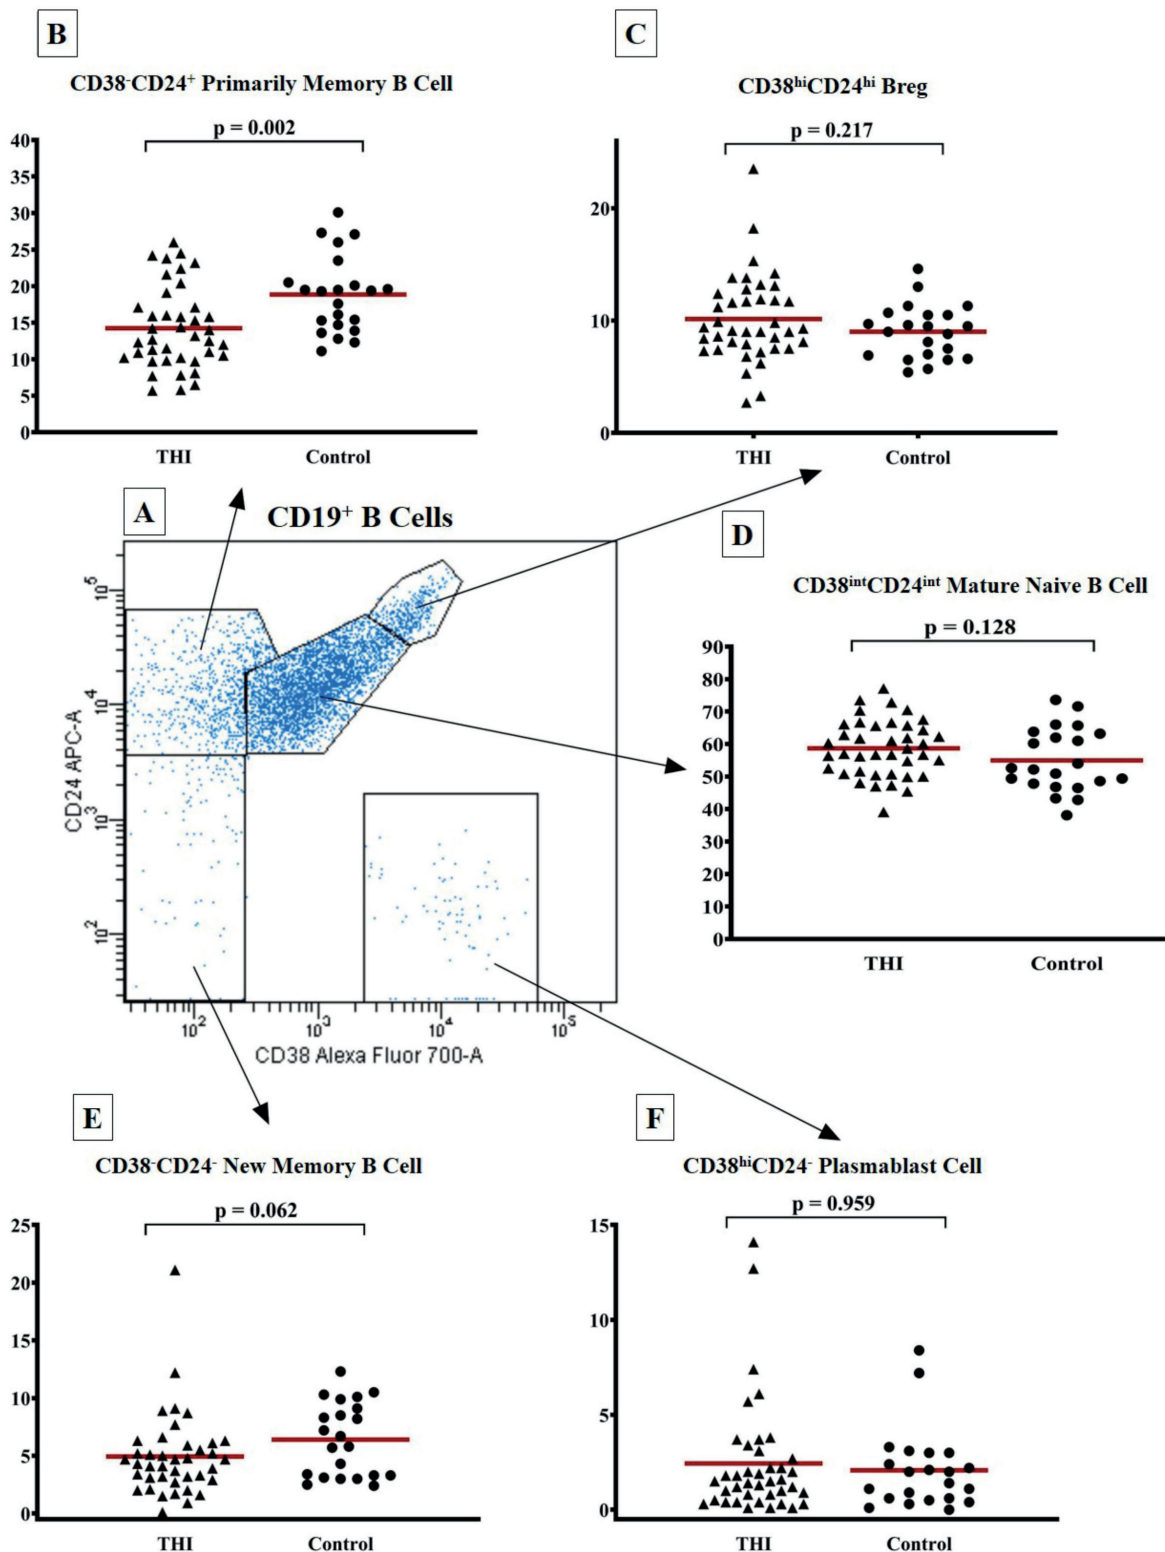 B
CD38⁻CD24⁺ Primarily Memory B Cell
p = 0.002
40
35
30
25
20
15
10
5
0
THI
Control
C
CD38ʰⁱCD24ʰⁱ Breg
p = 0.217
20
10
0
THI
Control
A
CD19⁺ B Cells
10⁵
10⁴
10³
10²
CD24 APC-A
10²
10³
10⁴
10⁵
CD38 Alexa Fluor 700-A
D
CD38ⁱⁿᵗCD24ⁱⁿᵗ Mature Naive B Cell
p = 0.128
90
80
70
60
50
40
30
20
10
0
THI
Control
E
CD38⁻CD24⁻ New Memory B Cell
p = 0.062
25
20
15
10
5
0
THI
Control
F
CD38ʰⁱCD24⁻ Plasmablast Cell
p = 0.959
15
10
5
0
THI
Control